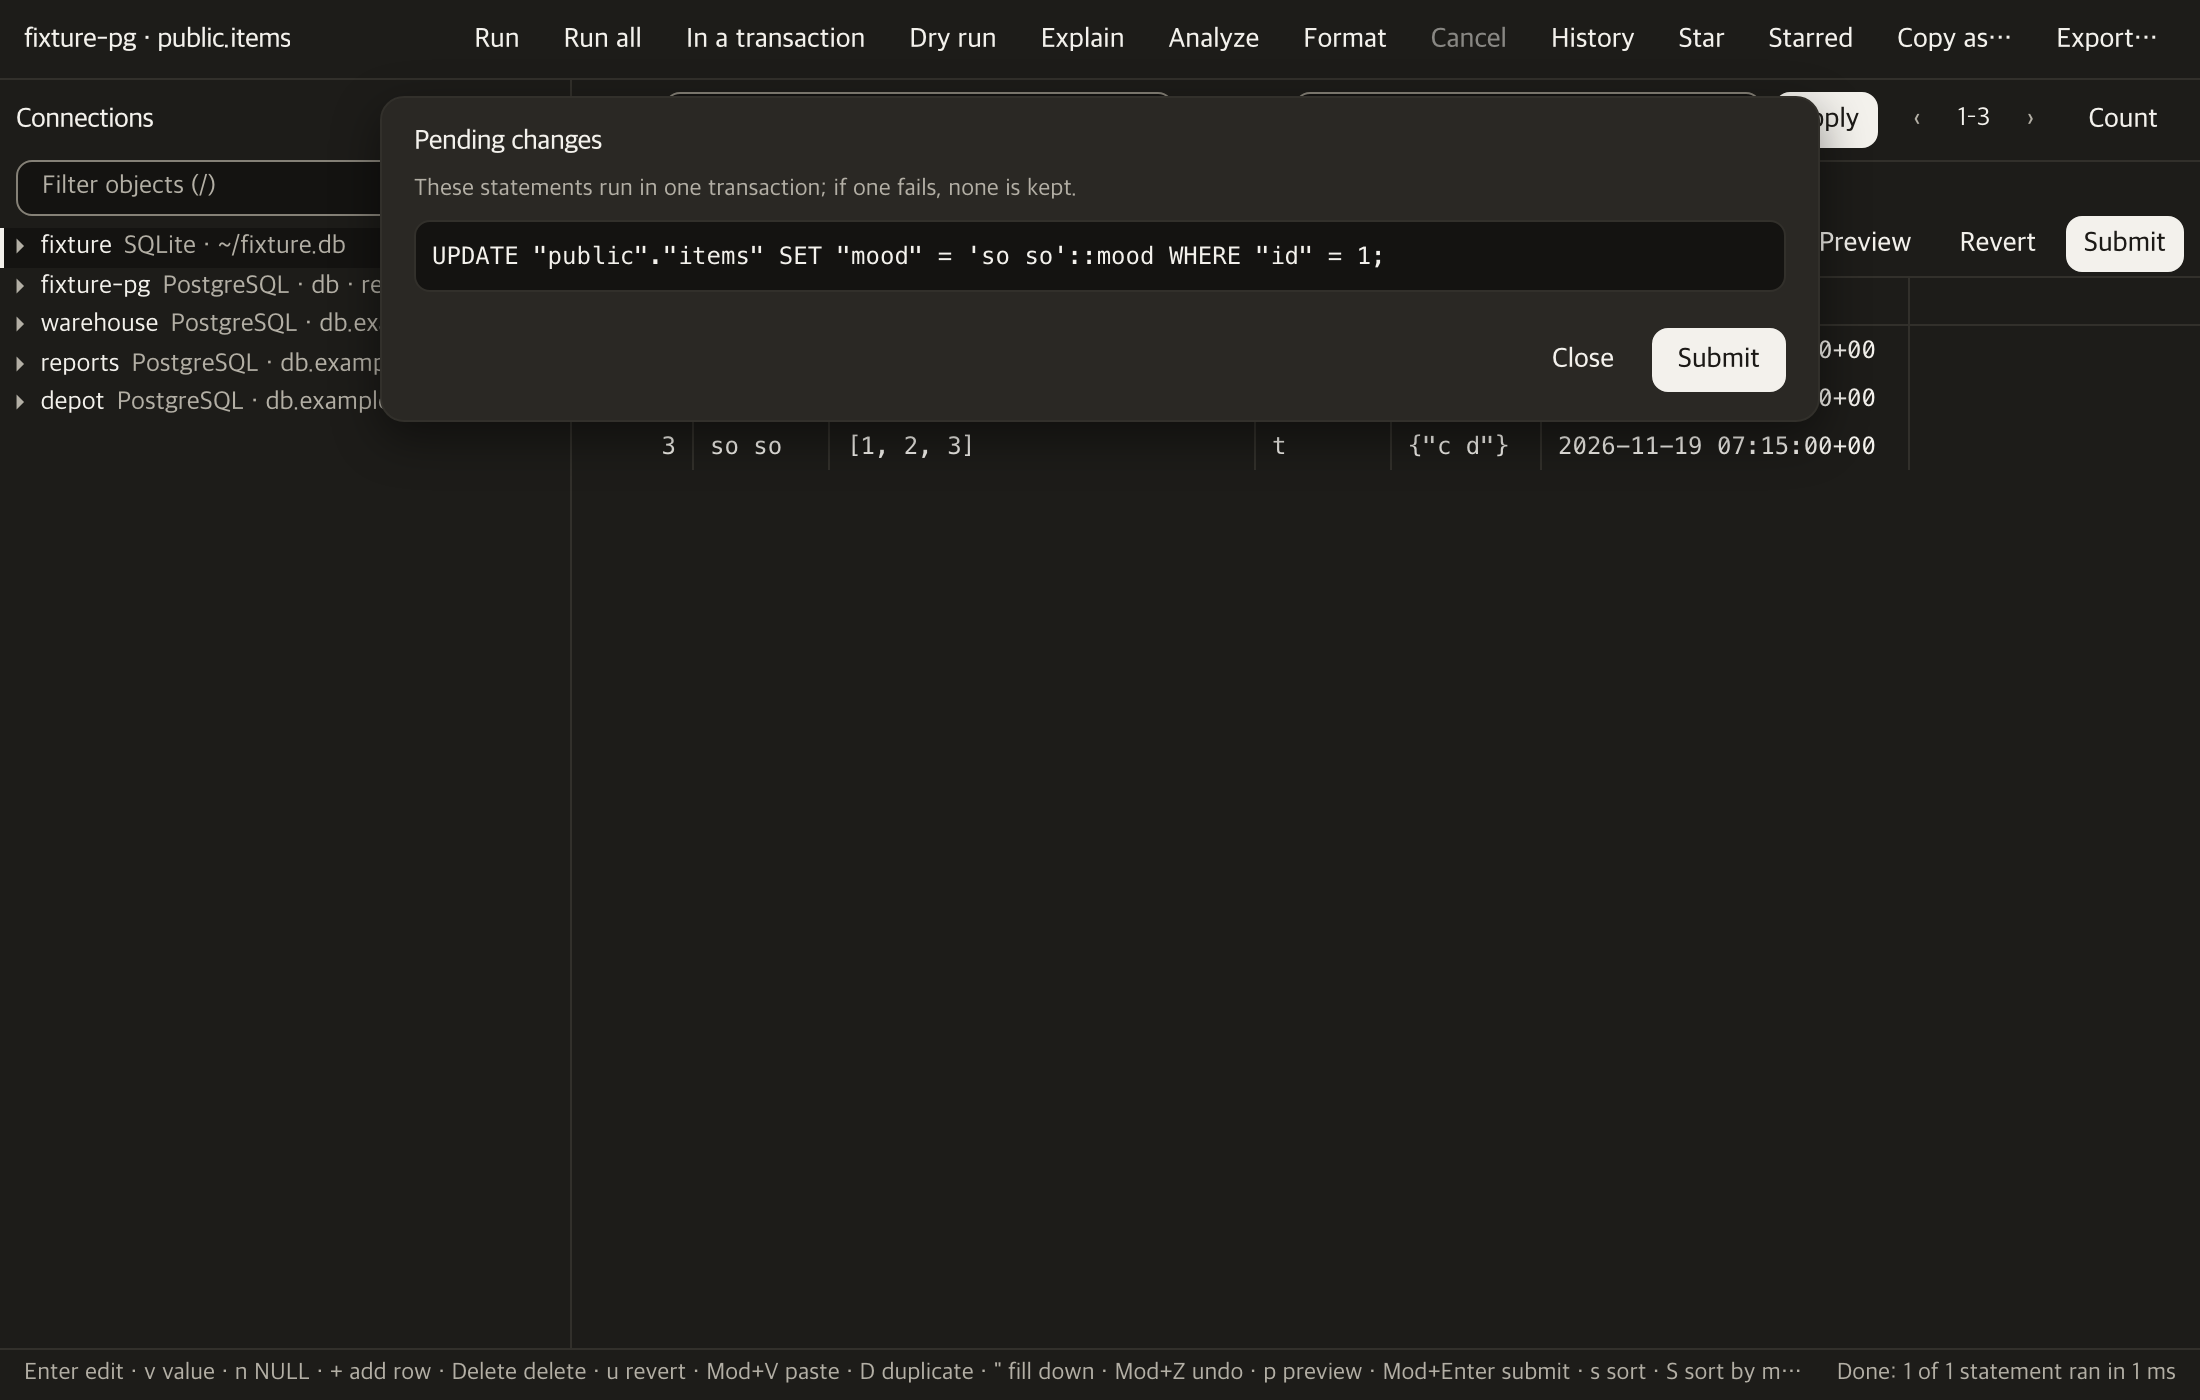 fixture-pg · public.items Run Run all In a transaction Dry run Explain Analyze Format Cancel History Star Starred Copy as··· Export···
Connections
‹ 1-3 › Count
Filter objects (/)
Pending changes
These statements run in one transaction; if one fails, none is kept.
UPDATE "public"."items" SET "mood" = 'so so'::mood WHERE "id" = 1;
Close Submit
Preview Revert Submit
fixture SQLite · ~/fixture.db
fixture-pg PostgreSQL · db · re
warehouse PostgreSQL · db.ex
reports PostgreSQL · db.examp
depot PostgreSQL · db.example
0+00
0+00
3 so so [1, 2, 3] t {"c d"} 2026-11-19 07:15:00+00
Enter edit · v value · n NULL · + add row · Delete delete · u revert · Mod+V paste · D duplicate · " fill down · Mod+Z undo · p preview · Mod+Enter submit · s sort · S sort by m··· Done: 1 of 1 statement ran in 1 ms